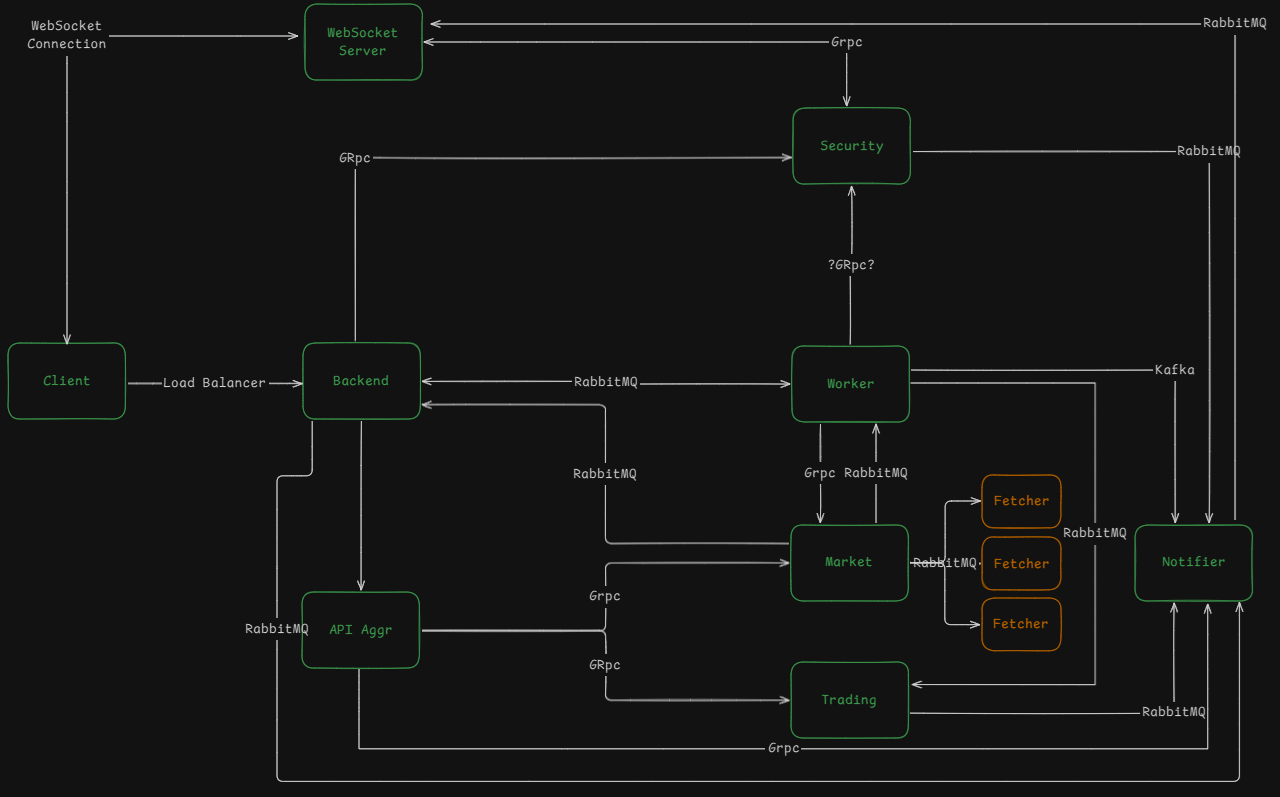 WebSocket
Connection
WebSocket
Server
RabbitMQ
Grpc
Security
RabbitMQ
GRpc
?GRpc?
Client
Load Balancer
Backend
RabbitMQ
Worker
Kafka
RabbitMQ
Grpc
RabbitMQ
Fetcher
RabbitMQ
Market
RabbitMQ
Fetcher
Notifier
Grpc
Fetcher
RabbitMQ
API Aggr
GRpc
Trading
RabbitMQ
Grpc